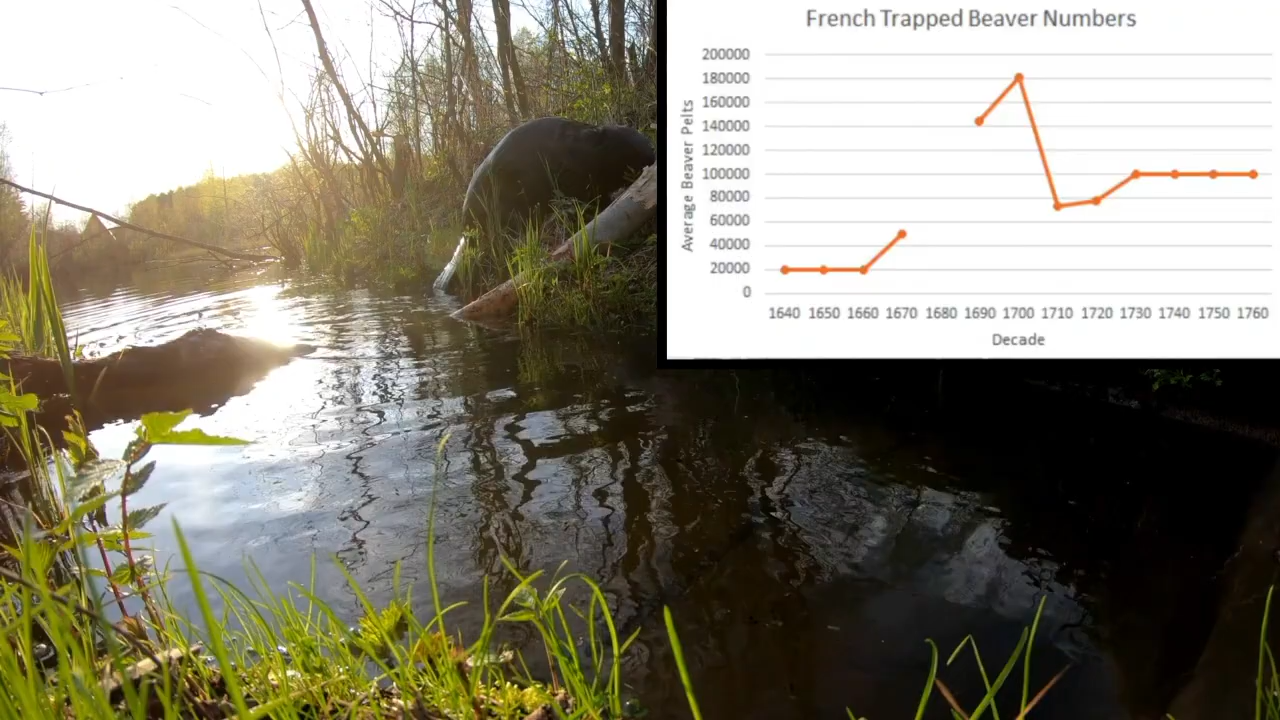 French Trapped Beaver Numbers
200000
180000
160000
140000
120000
100000
80000
60000
40000
20000
0
Average Beaver Pelts
1640 1650 1660 1670 1680 1690 1700 1710 1720 1730 1740 1750 1760
Decade